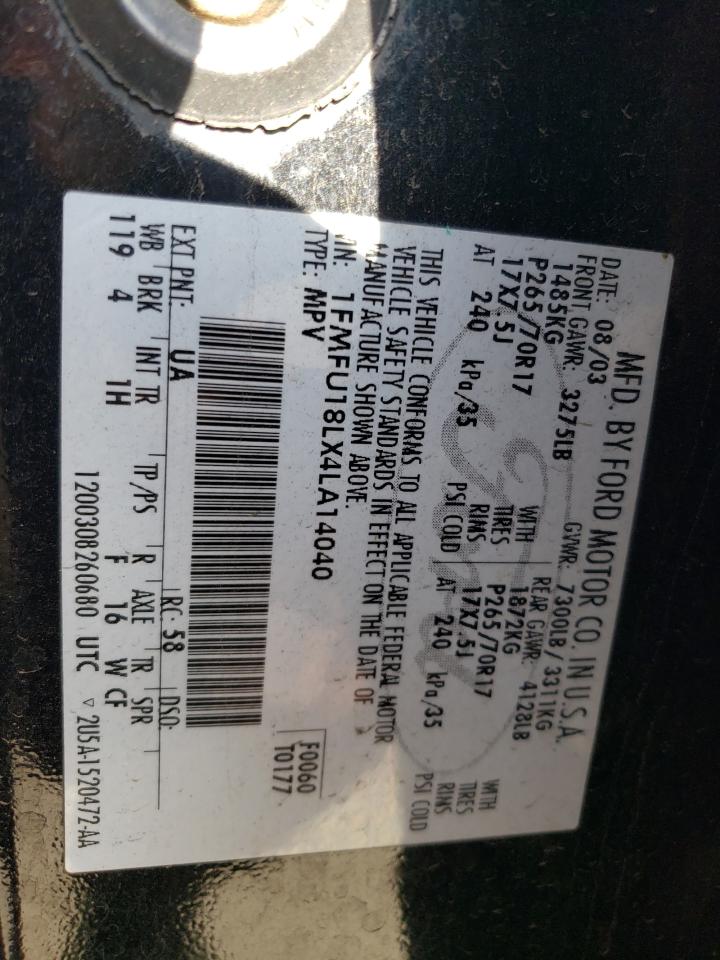 MFD. BY FORD MOTOR CO. IN U.S.A.
DATE: 08/03 GVWR: 7300LB / 3311KG
FRONT GAWR: 3275LB REAR GAWR: 4128LB
1485KG WITH 1872KG WITH
P265/70R17 TIRES P265/70R17 TIRES
17X7.5J RIMS 17X7.5J RIMS
AT 240 kPa/35 PSI COLD AT 240 kPa/35 PSI COLD
THIS VEHICLE CONFORMS TO ALL APPLICABLE FEDERAL MOTOR
VEHICLE SAFETY STANDARDS IN EFFECT ON THE DATE OF
MANUFACTURE SHOWN ABOVE.
VIN: 1FMFU18LX4LA14040
TYPE: MPV
F0060
T0177
EXT PNT: UA RC: 58 DSO:
WB BRK INT TR TP/PS R AXLE TR SPR
119 4 1H F 16 W CF
1200308260680 UTC ▽ 2U5A-1520472-AA
Ford